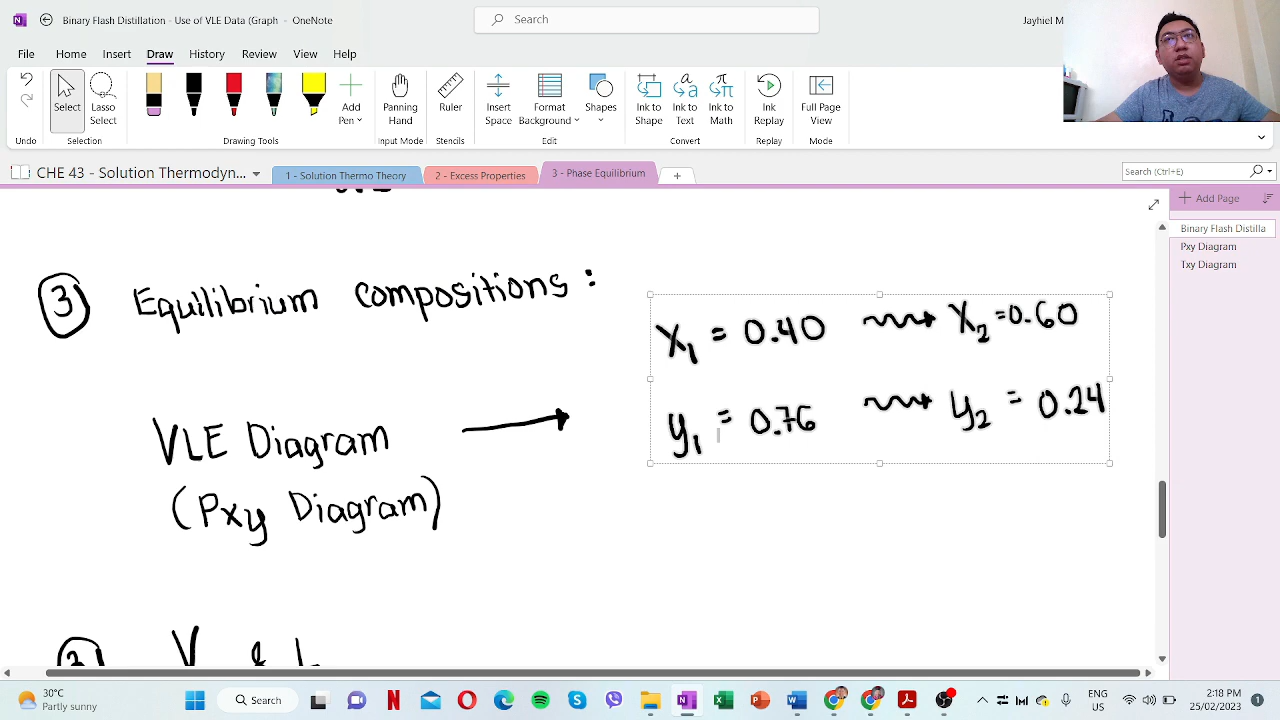 Binary Flash Distillation - Use of VLE Data (Graph - OneNote
Search
Jayhiel M
File Home Insert Draw History Review View Help
Undo
Select
Lasso Select
Add Pen
Panning Hand
Ruler
Insert Space
Format Background
Shapes
Ink to Shape
Ink to Text
Ink to Math
Ink Replay
Full Page View
Drawing Tools
Input Mode
Stencils
Edit
Convert
Replay
View
CHE 43 - Solution Thermodyn...
1 - Solution Thermo Theory
2 - Excess Properties
3 - Phase Equilibrium
+
Search (Ctrl+E)
Add Page
Binary Flash Distilla
Pxy Diagram
Txy Diagram
③ Equilibrium compositions:
x₁ = 0.40 → x₂ = 0.60
y₁ = 0.76 → y₂ = 0.24
VLE Diagram →
(Pxy Diagram)
V & L
30°C
Partly sunny
Search
ENG
US
2:18 PM
25/02/2023